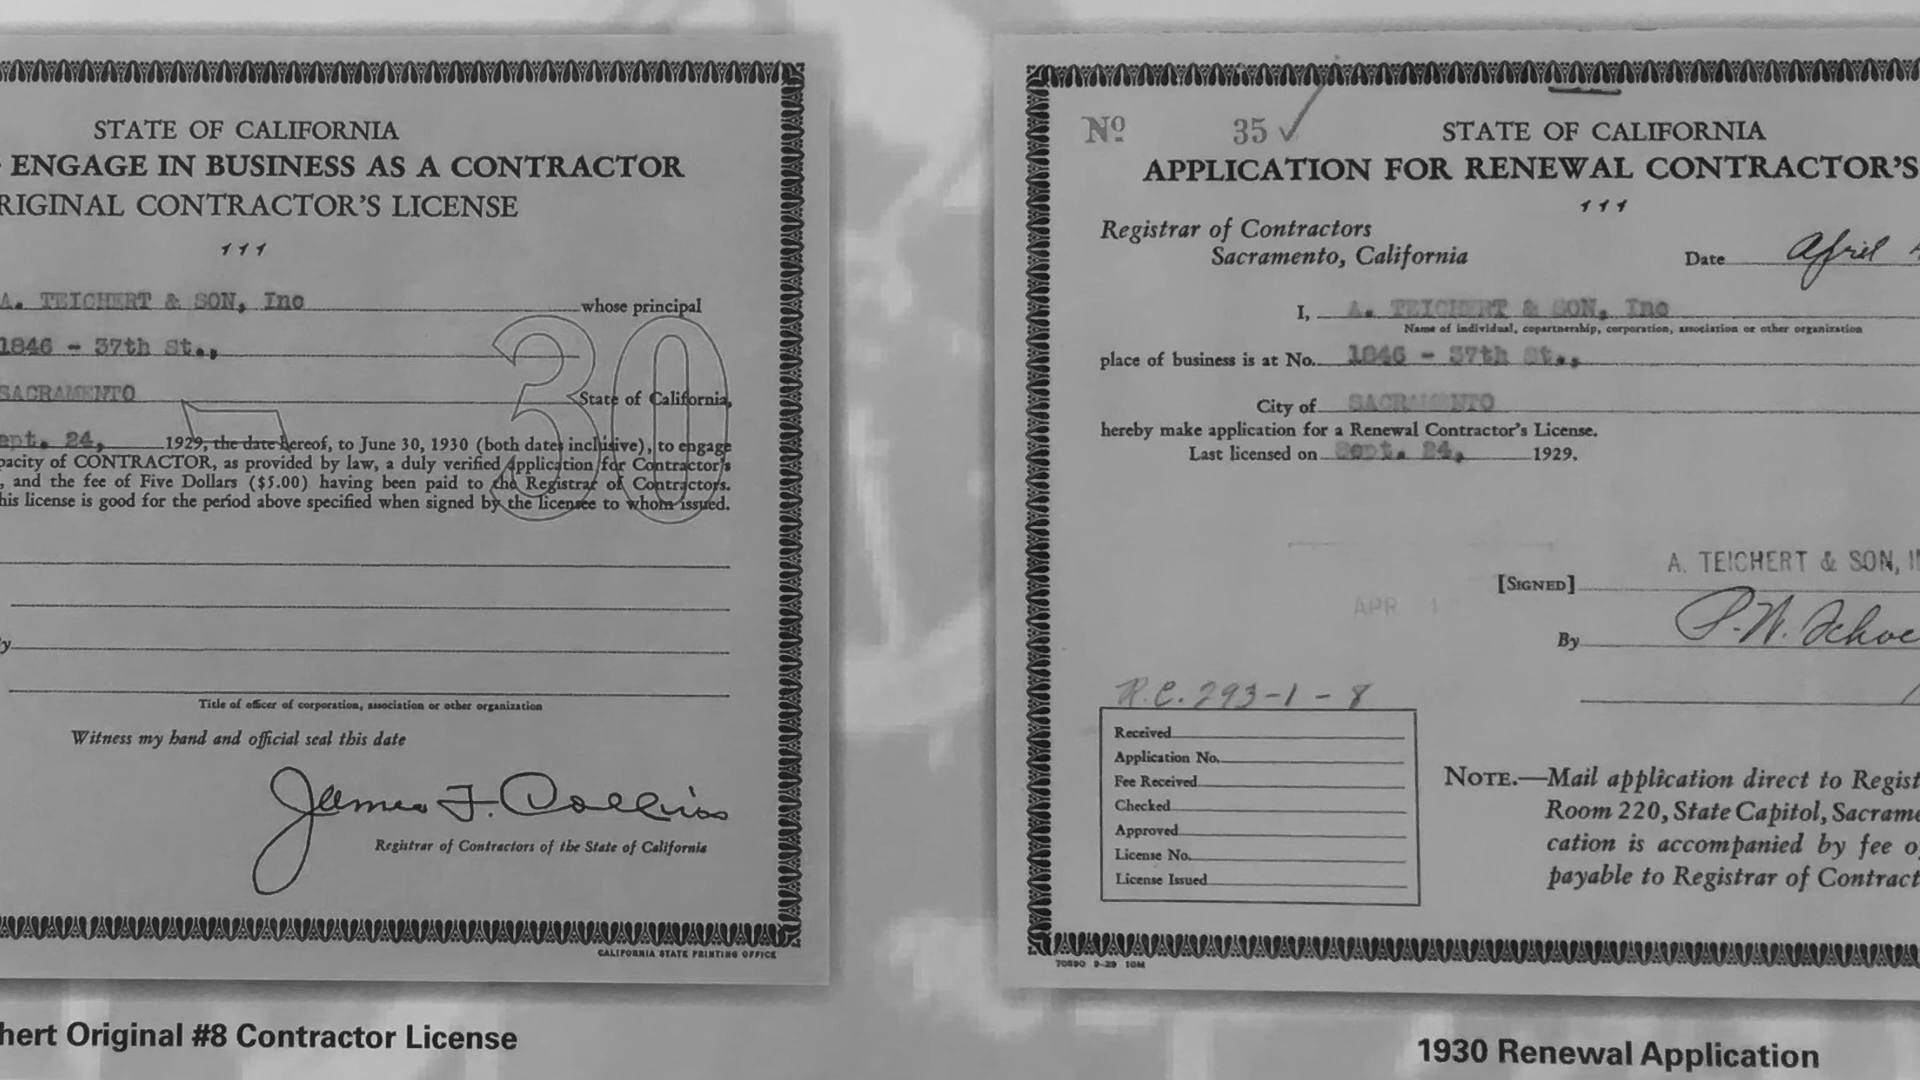 STATE OF CALIFORNIA
ENGAGE IN BUSINESS AS A CONTRACTOR
RIGINAL CONTRACTOR'S LICENSE
A. TEICHERT & SON, Inc whose principal
1846 - 37th St.,
SACRAMENTO State of California,
ept. 24, 1929, the date hereof, to June 30, 1930 (both dates inclusive), to engage
pacity of CONTRACTOR, as provided by law, a duly verified Application for Contractor's
, and the fee of Five Dollars ($5.00) having been paid to the Registrar of Contractors.
his license is good for the period above specified when signed by the licensee to whom issued.
30
y
Title of officer of corporation, association or other organization
Witness my hand and official seal this date
James F. Collins
Registrar of Contractors of the State of California
CALIFORNIA STATE PRINTING OFFICE
hert Original #8 Contractor License
No 35
STATE OF CALIFORNIA
APPLICATION FOR RENEWAL CONTRACTOR'S
Registrar of Contractors
Sacramento, California
Date April
I, A. TEICHERT & SON, Inc
Name of individual, copartnership, corporation, association or other organization
place of business is at No. 1846 - 37th St.,
City of SACRAMENTO
hereby make application for a Renewal Contractor's License.
Last licensed on Sept. 24, 1929.
A. TEICHERT & SON, I
[SIGNED]
APR 1
By P.W. Schoe
R.C. 293-1-8
Received
Application No.
Fee Received
Checked
Approved
License No.
License Issued
NOTE.—Mail application direct to Regist
Room 220, State Capitol, Sacrame
cation is accompanied by fee o
payable to Registrar of Contract
70890 9-29 10M
1930 Renewal Application